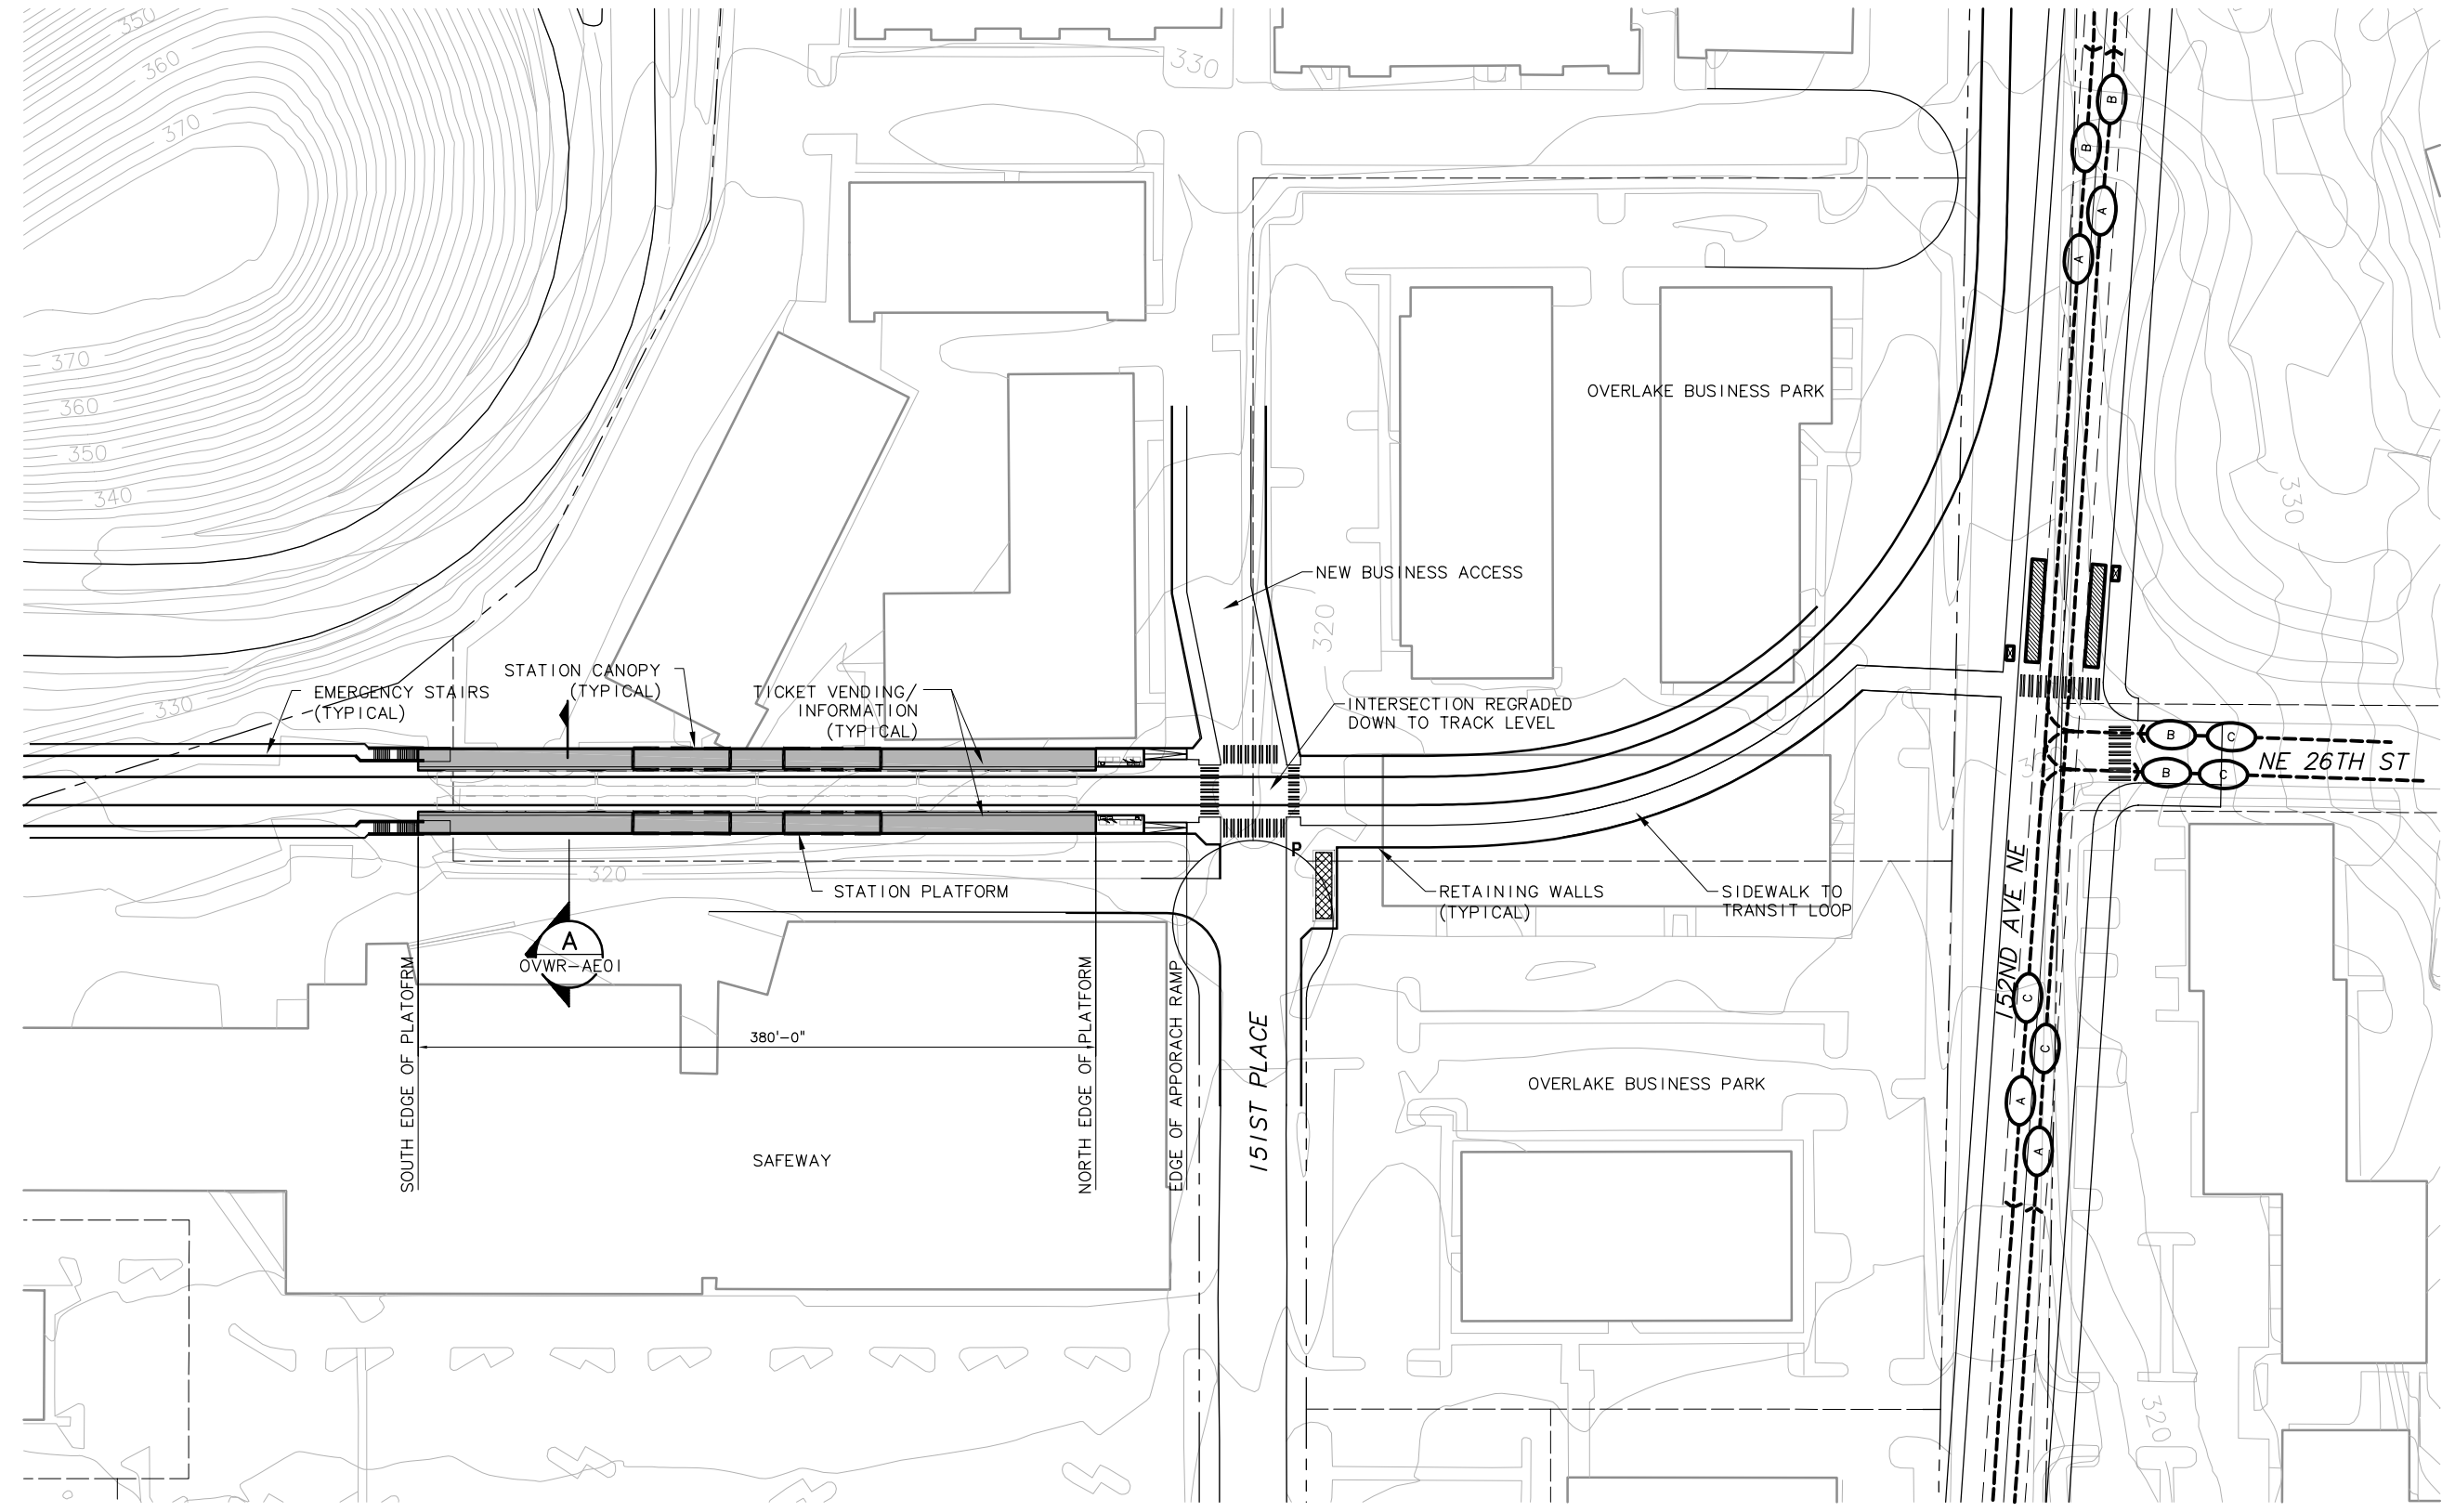 350
360
330
B
B
370
A
A
370
OVERLAKE BUSINESS PARK
360
350
330
340
NEW BUSINESS ACCESS
320
STATION CANOPY
(TYPICAL)
EMERGENCY STAIRS
(TYPICAL)
TICKET VENDING/
INFORMATION
(TYPICAL)
INTERSECTION REGRADED
DOWN TO TRACK LEVEL
330
B
C
NE 26TH ST
B
C
P
320
STATION PLATFORM
RETAINING WALLS
(TYPICAL)
SIDEWALK TO
TRANSIT LOOP
152ND AVE NE
A
OVWR-AE01
SOUTH EDGE OF PLATOFORM
NORTH EDGE OF PLATFORM
EDGE OF APPORACH RAMP
151ST PLACE
380'-0"
C
C
OVERLAKE BUSINESS PARK
A
A
SAFEWAY
320